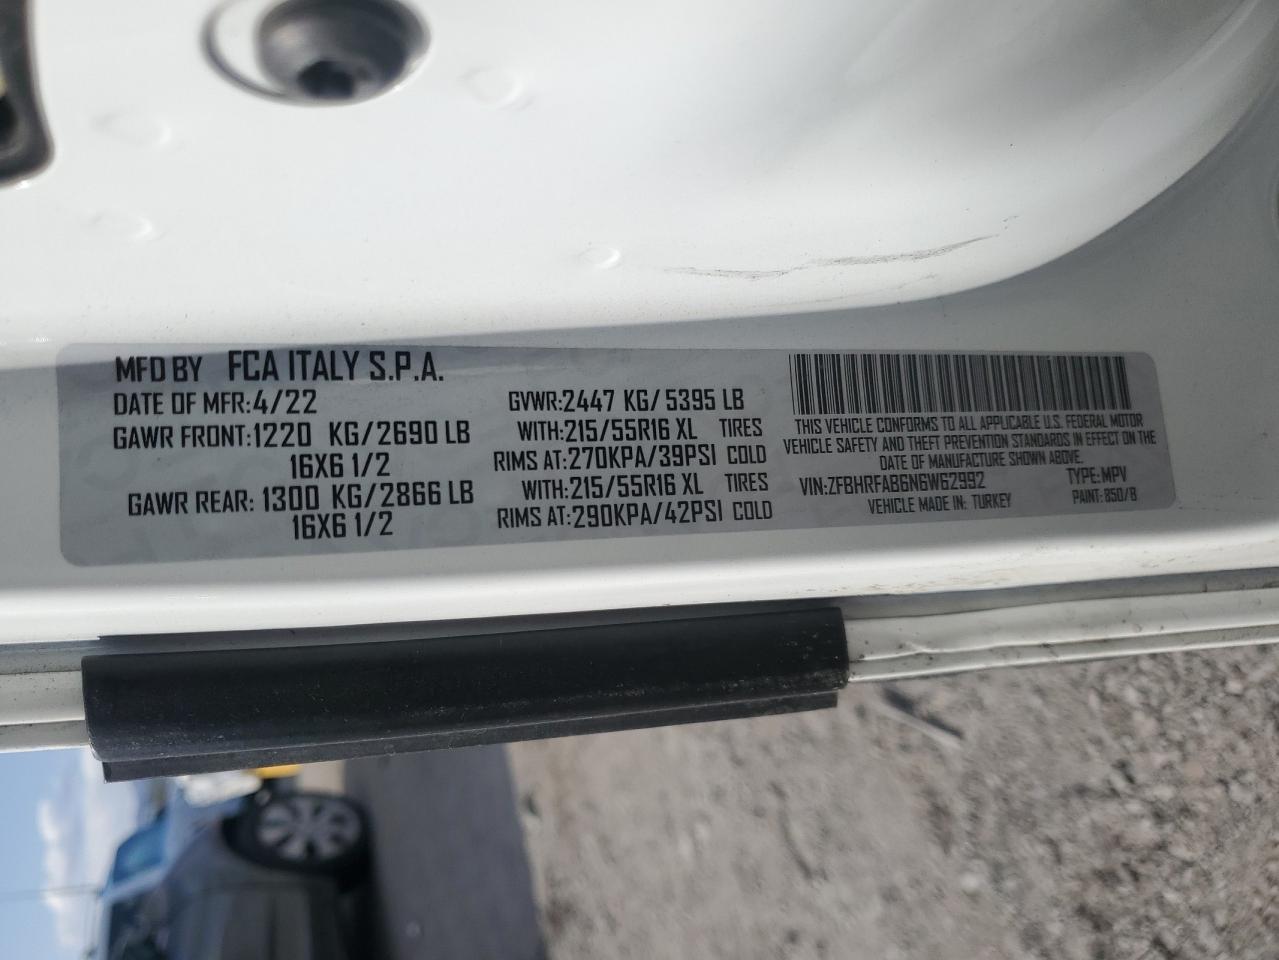 MFD BY FCA ITALY S.P.A.
DATE OF MFR:4/22 GVWR:2447 KG/5395 LB
GAWR FRONT:1220 KG/2690 LB WITH:215/55R16 XL TIRES
16X6 1/2 RIMS AT:270KPA/39PSI COLD
GAWR REAR:1300 KG/2866 LB WITH:215/55R16 XL TIRES
16X6 1/2 RIMS AT:290KPA/42PSI COLD
THIS VEHICLE CONFORMS TO ALL APPLICABLE U.S. FEDERAL MOTOR
VEHICLE SAFETY AND THEFT PREVENTION STANDARDS IN EFFECT ON THE
DATE OF MANUFACTURE SHOWN ABOVE.
VIN:ZFBHRFAB6N6W62992 TYPE:MPV
VEHICLE MADE IN: TURKEY PAINT:850/B